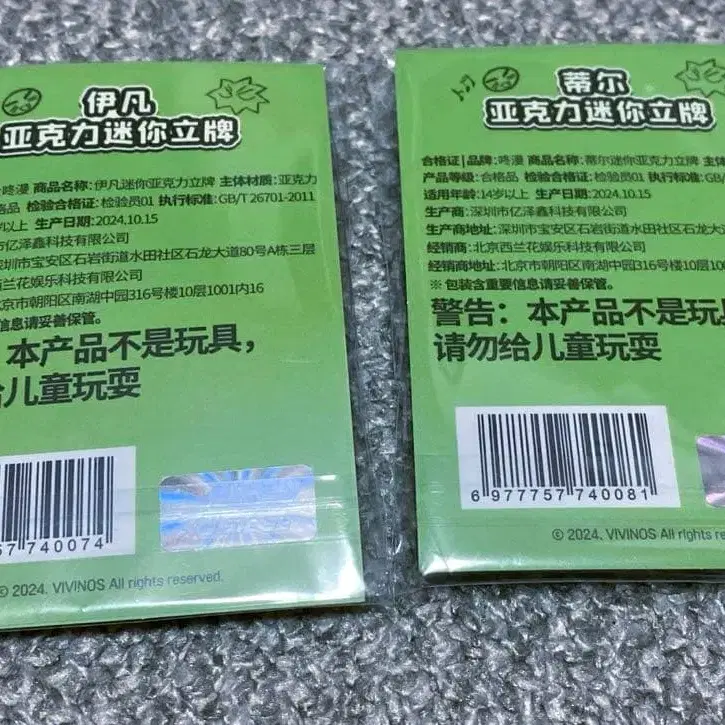 伊凡
亚克力迷你立牌
咚漫 商品名称:伊凡迷你亚克力立牌 主体材质:亚克力
格品 检验合格证:检验员01 执行标准:GB/T 26701-2011
以上 生产日期:2024.10.15
市亿泽鑫科技有限公司
深圳市宝安区石岩街道水田社区石龙大道80号A栋三层
西兰花娱乐科技有限公司
北京市朝阳区南湖中园316号楼10层1001内16
信息请妥善保管。
本产品不是玩具,
给儿童玩耍
57 740074
© 2024. VIVINOS All rights reserved.
蒂尔
亚克力迷你立牌
合格证|品牌:咚漫 商品名称:蒂尔迷你亚克力立牌 主体
产品等级:合格品 检验合格证:检验员01 执行标准:GB/
适用年龄:14岁以上 生产日期:2024.10.15
生产商:深圳市亿泽鑫科技有限公司
生产商地址:深圳市宝安区石岩街道水田社区石龙大
经销商:北京西兰花娱乐科技有限公司
经销商地址:北京市朝阳区南湖中园316号楼10层100
※ 包装含重要信息请妥善保管。
警告:本产品不是玩具
请勿给儿童玩耍
6 977757 740081
© 2024. VIVINOS All rights re